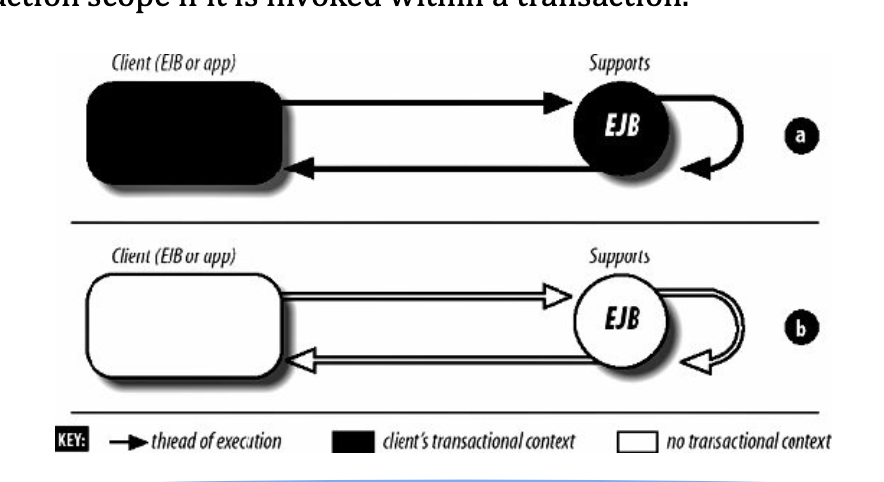 action scope if it is invoked within a transaction.
Client (EJB or app)
Supports
EJB
a
Client (EJB or app)
Supports
EJB
b
KEY: thread of execution client's transactional context no transactional context